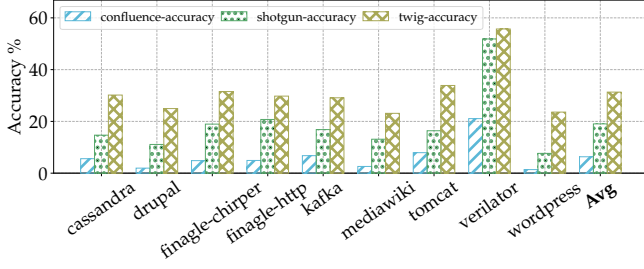 confluence-accuracy shotgun-accuracy twig-accuracy
Accuracy %
60
40
20
0
cassandra
drupal
finagle-chirper
finagle-http
kafka
mediawiki
tomcat
verilator
wordpress
Avg